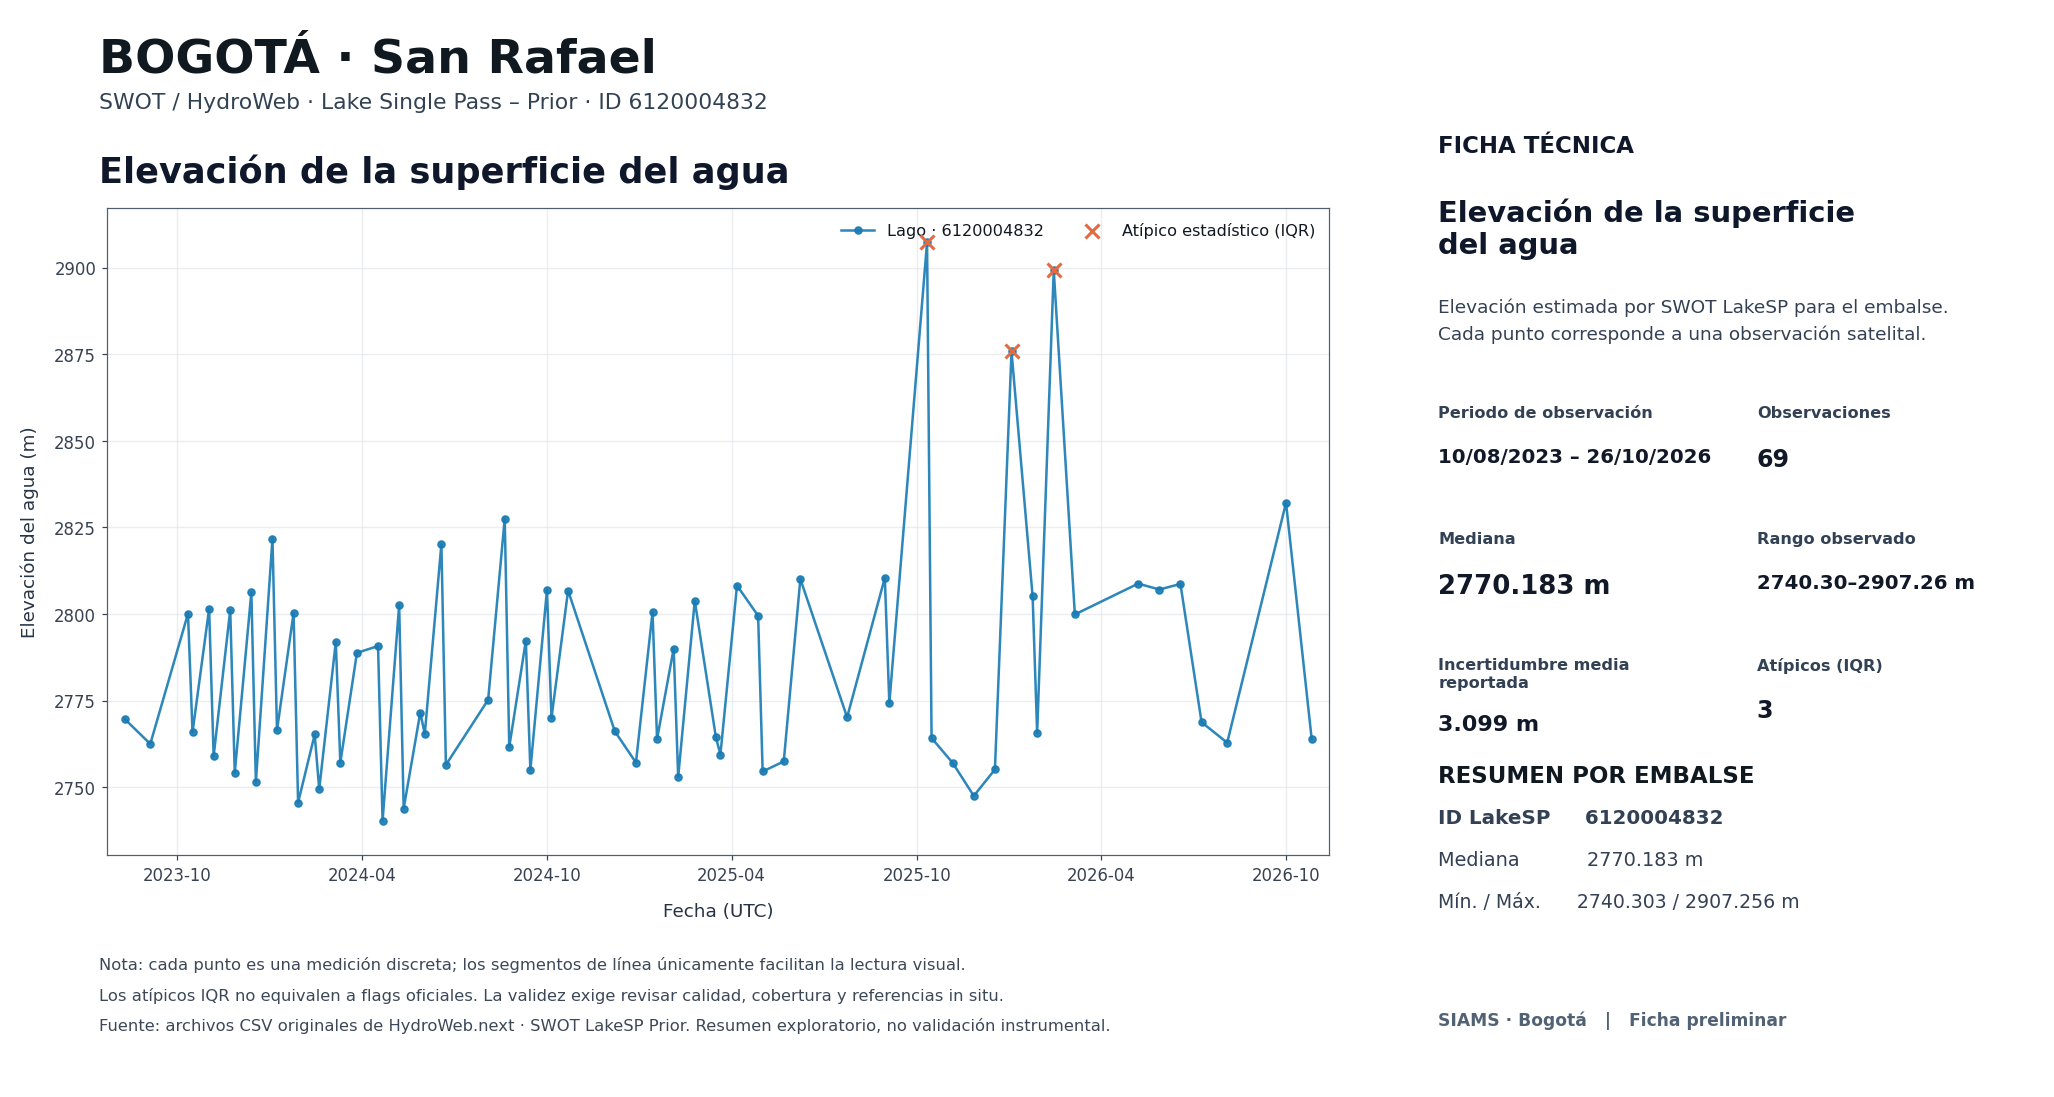 BOGOTÁ · San Rafael
SWOT / HydroWeb · Lake Single Pass – Prior · ID 6120004832
Elevación de la superficie del agua
Lago · 6120004832
Atípico estadístico (IQR)
Elevación del agua (m)
2900
2875
2850
2825
2800
2775
2750
2023-10
2024-04
2024-10
2025-04
2025-10
2026-04
2026-10
Fecha (UTC)
Nota: cada punto es una medición discreta; los segmentos de línea únicamente facilitan la lectura visual.
Los atípicos IQR no equivalen a flags oficiales. La validez exige revisar calidad, cobertura y referencias in situ.
Fuente: archivos CSV originales de HydroWeb.next · SWOT LakeSP Prior. Resumen exploratorio, no validación instrumental.
FICHA TÉCNICA
Elevación de la superficie
del agua
Elevación estimada por SWOT LakeSP para el embalse.
Cada punto corresponde a una observación satelital.
Periodo de observación
10/08/2023 – 26/10/2026
Observaciones
69
Mediana
2770.183 m
Rango observado
2740.30–2907.26 m
Incertidumbre media
reportada
3.099 m
Atípicos (IQR)
3
RESUMEN POR EMBALSE
ID LakeSP 6120004832
Mediana 2770.183 m
Mín. / Máx. 2740.303 / 2907.256 m
SIAMS · Bogotá | Ficha preliminar